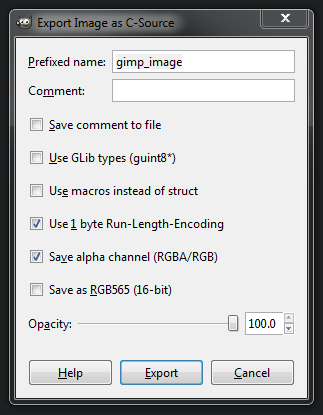 Export Image as C-Source
Prefixed name: gimp_image
Comment:
Save comment to file
Use GLib types (guint8*)
Use macros instead of struct
Use 1 byte Run-Length-Encoding
Save alpha channel (RGBA/RGB)
Save as RGB565 (16-bit)
Opacity: 100.0
Help Export Cancel